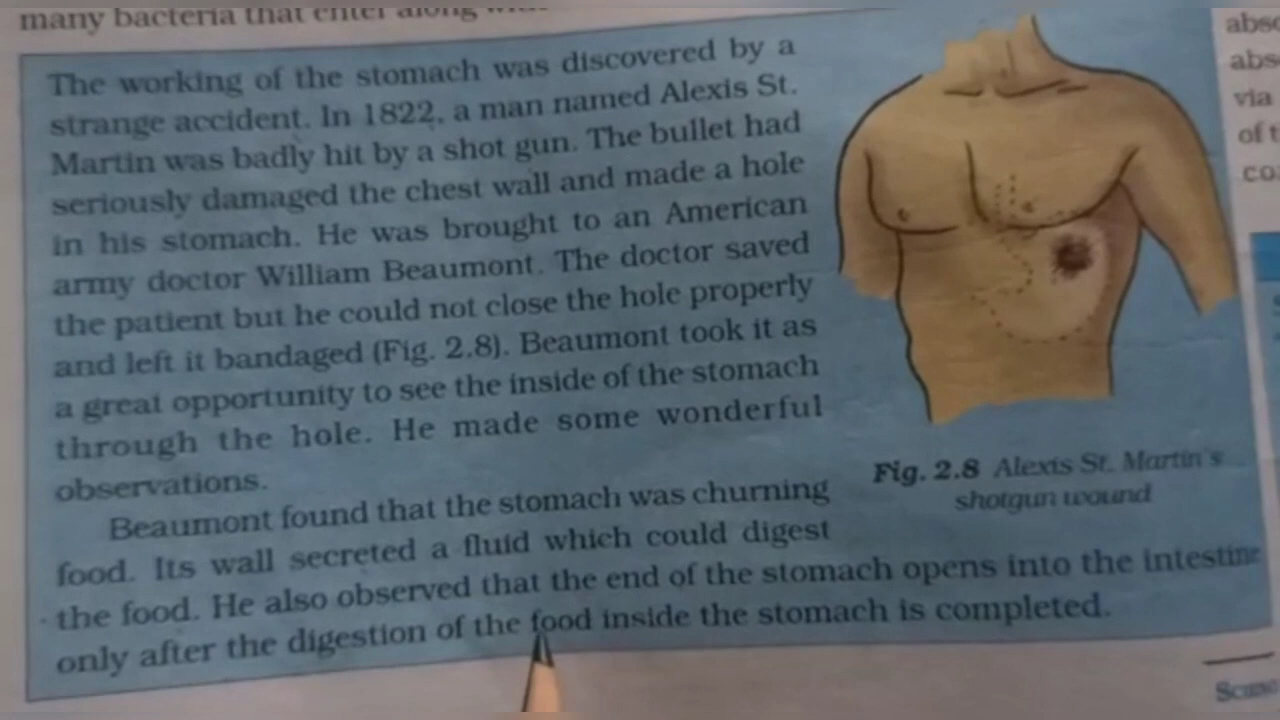 many bacteria that enter along
The working of the stomach was discovered by a
strange accident. In 1822, a man named Alexis St.
Martin was badly hit by a shot gun. The bullet had
seriously damaged the chest wall and made a hole
in his stomach. He was brought to an American
army doctor William Beaumont. The doctor saved
the patient but he could not close the hole properly
and left it bandaged (Fig. 2.8). Beaumont took it as
a great opportunity to see the inside of the stomach
through the hole. He made some wonderful
observations.
Beaumont found that the stomach was churning
food. Its wall secreted a fluid which could digest
the food. He also observed that the end of the stomach opens into the intestine
only after the digestion of the food inside the stomach is completed.
Fig. 2.8 Alexis St. Martin's
shotgun wound
via